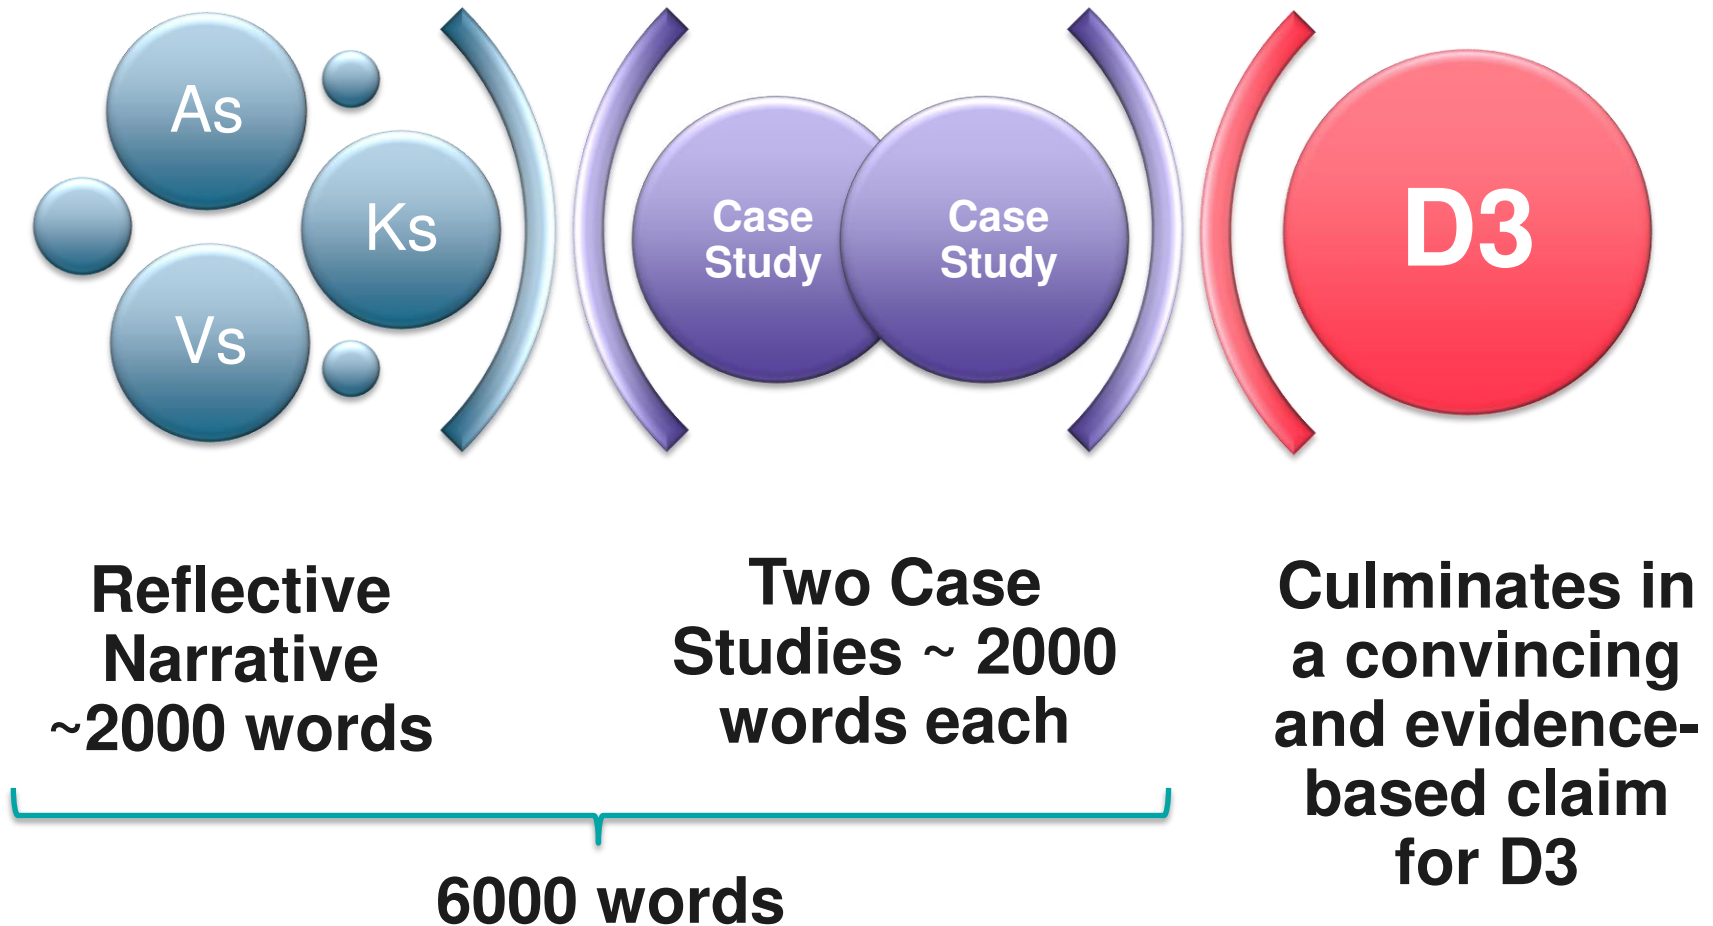 As
Ks
Vs
Case
Study
Case
Study
D3
Reflective
Narrative
~2000 words
Two Case
Studies ~ 2000
words each
Culminates in
a convincing
and evidence-
based claim
for D3
6000 words